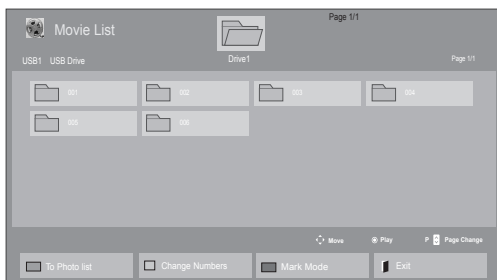 Page 1/1
Movie List
USB1 USB Drive
Drive1
Page 1/1
001 002 003 004
005 006
Move Play P Page Change
To Photo list Change Numbers Mark Mode Exit